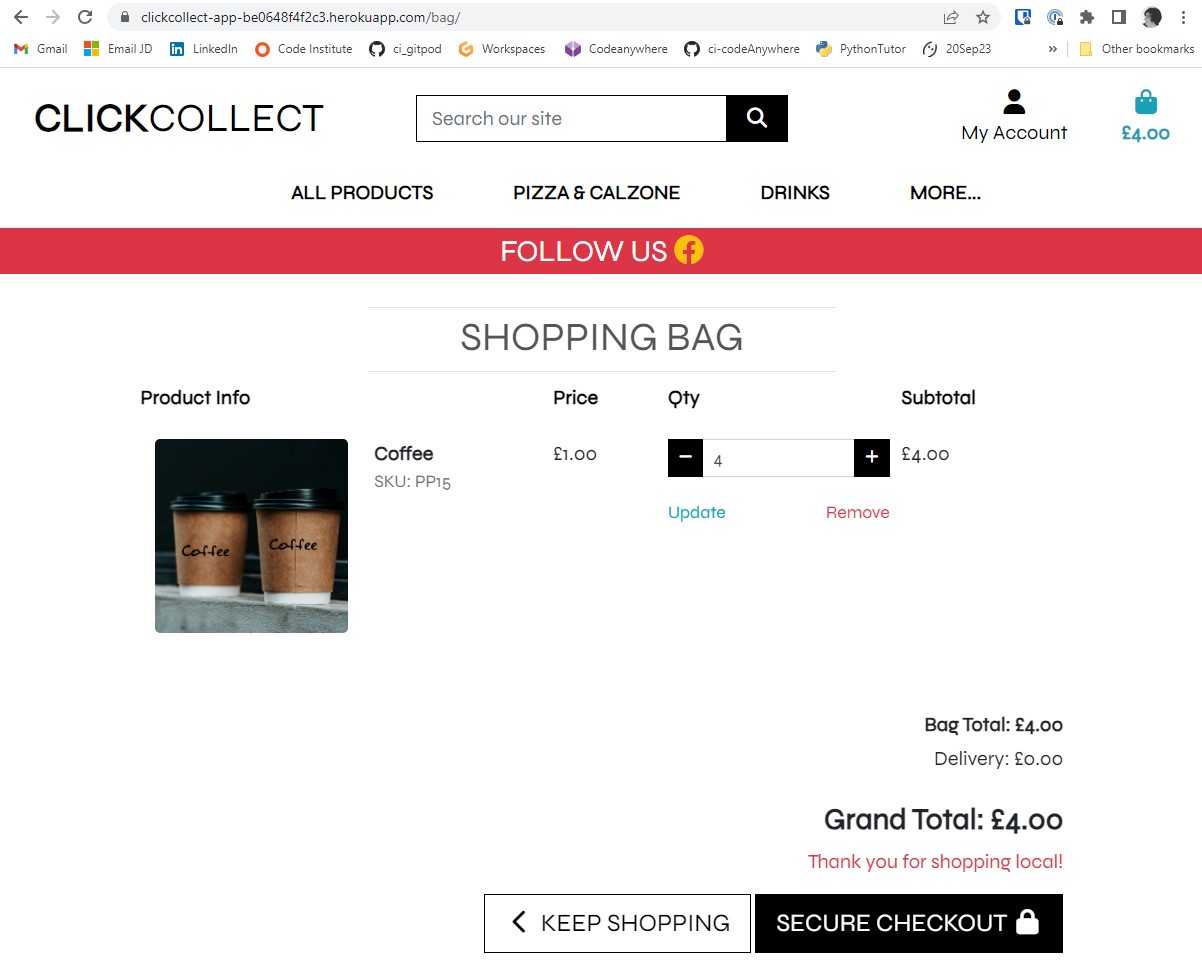 clickcollect-app-be0648f4f2c3.herokuapp.com/bag/
Gmail Email JD LinkedIn Code Institute ci_gitpod Workspaces Codeanywhere ci-codeAnywhere PythonTutor 20Sep23 » Other bookmarks
CLICKCOLLECT
Search our site
My Account
£4.00
ALL PRODUCTS PIZZA & CALZONE DRINKS MORE...
FOLLOW US
SHOPPING BAG
Product Info Price Qty Subtotal
Coffee £1.00 4 £4.00
SKU: PP15
Update Remove
Coffee Coffee
Bag Total: £4.00
Delivery: £0.00
Grand Total: £4.00
Thank you for shopping local!
KEEP SHOPPING SECURE CHECKOUT